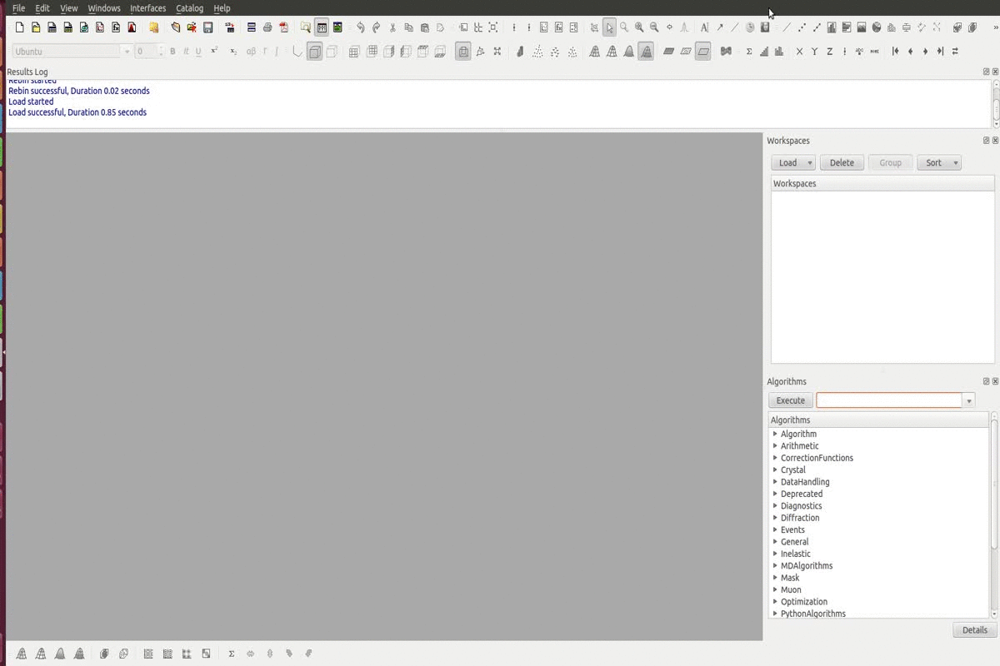 File Edit View Windows Interfaces Catalog Help
Ubuntu 0 B It U x² x₂ αβ Γ
Σ X Y Z
Results Log
Rebin started
Rebin successful, Duration 0.02 seconds
Load started
Load successful, Duration 0.85 seconds
Workspaces
Load Delete Group Sort
Workspaces
Algorithms
Execute
Algorithms
Algorithm
Arithmetic
CorrectionFunctions
Crystal
DataHandling
Deprecated
Diagnostics
Diffraction
Events
General
Inelastic
MDAlgorithms
Mask
Muon
Optimization
PythonAlgorithms
Details
Σ